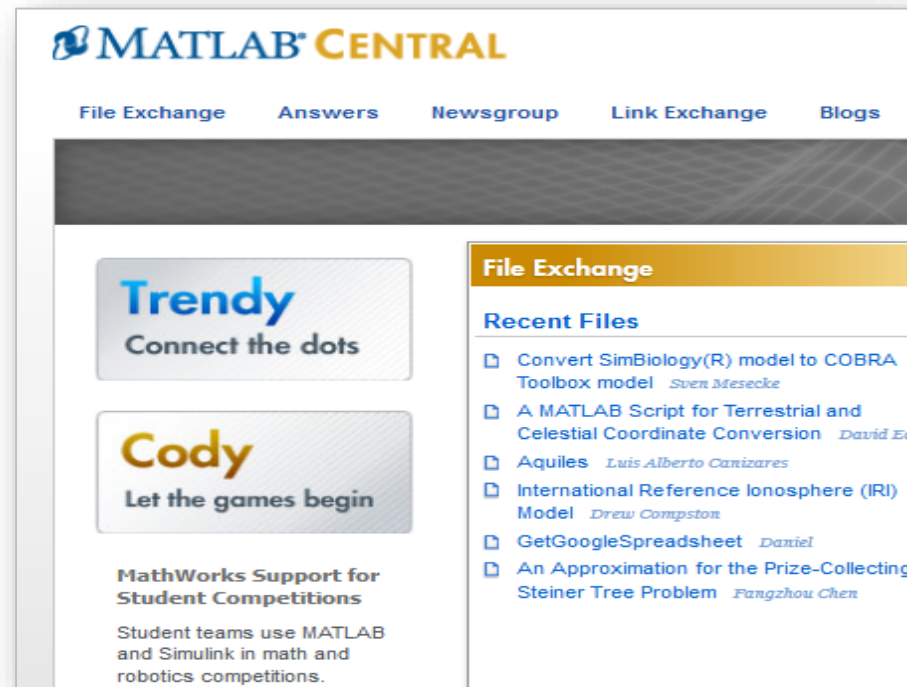 MATLAB® CENTRAL
File Exchange Answers Newsgroup Link Exchange Blogs
Trendy
Connect the dots
Cody
Let the games begin
MathWorks Support for
Student Competitions
Student teams use MATLAB
and Simulink in math and
robotics competitions.
File Exchange
Recent Files
Convert SimBiology(R) model to COBRA
Toolbox model Sven Mesecke
A MATLAB Script for Terrestrial and
Celestial Coordinate Conversion David
Aquiles Luis Alberto Canizares
International Reference Ionosphere (IRI)
Model Drew Compston
GetGoogleSpreadsheet Daniel
An Approximation for the Prize-Collecting
Steiner Tree Problem Fangzhou Chen